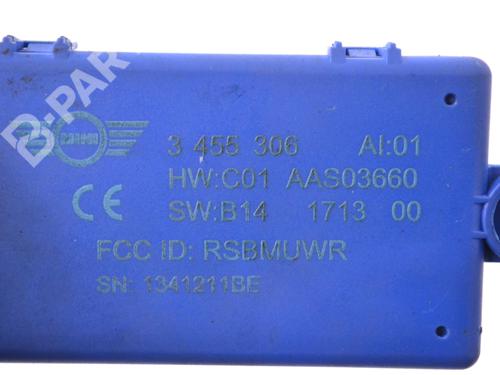 B-PAR
MINI
3 455 306 AI:01
HW:C01 AAS03660
CE
SW:B14 1713 00
FCC ID: RSBMUWR
SN: 1341211BE